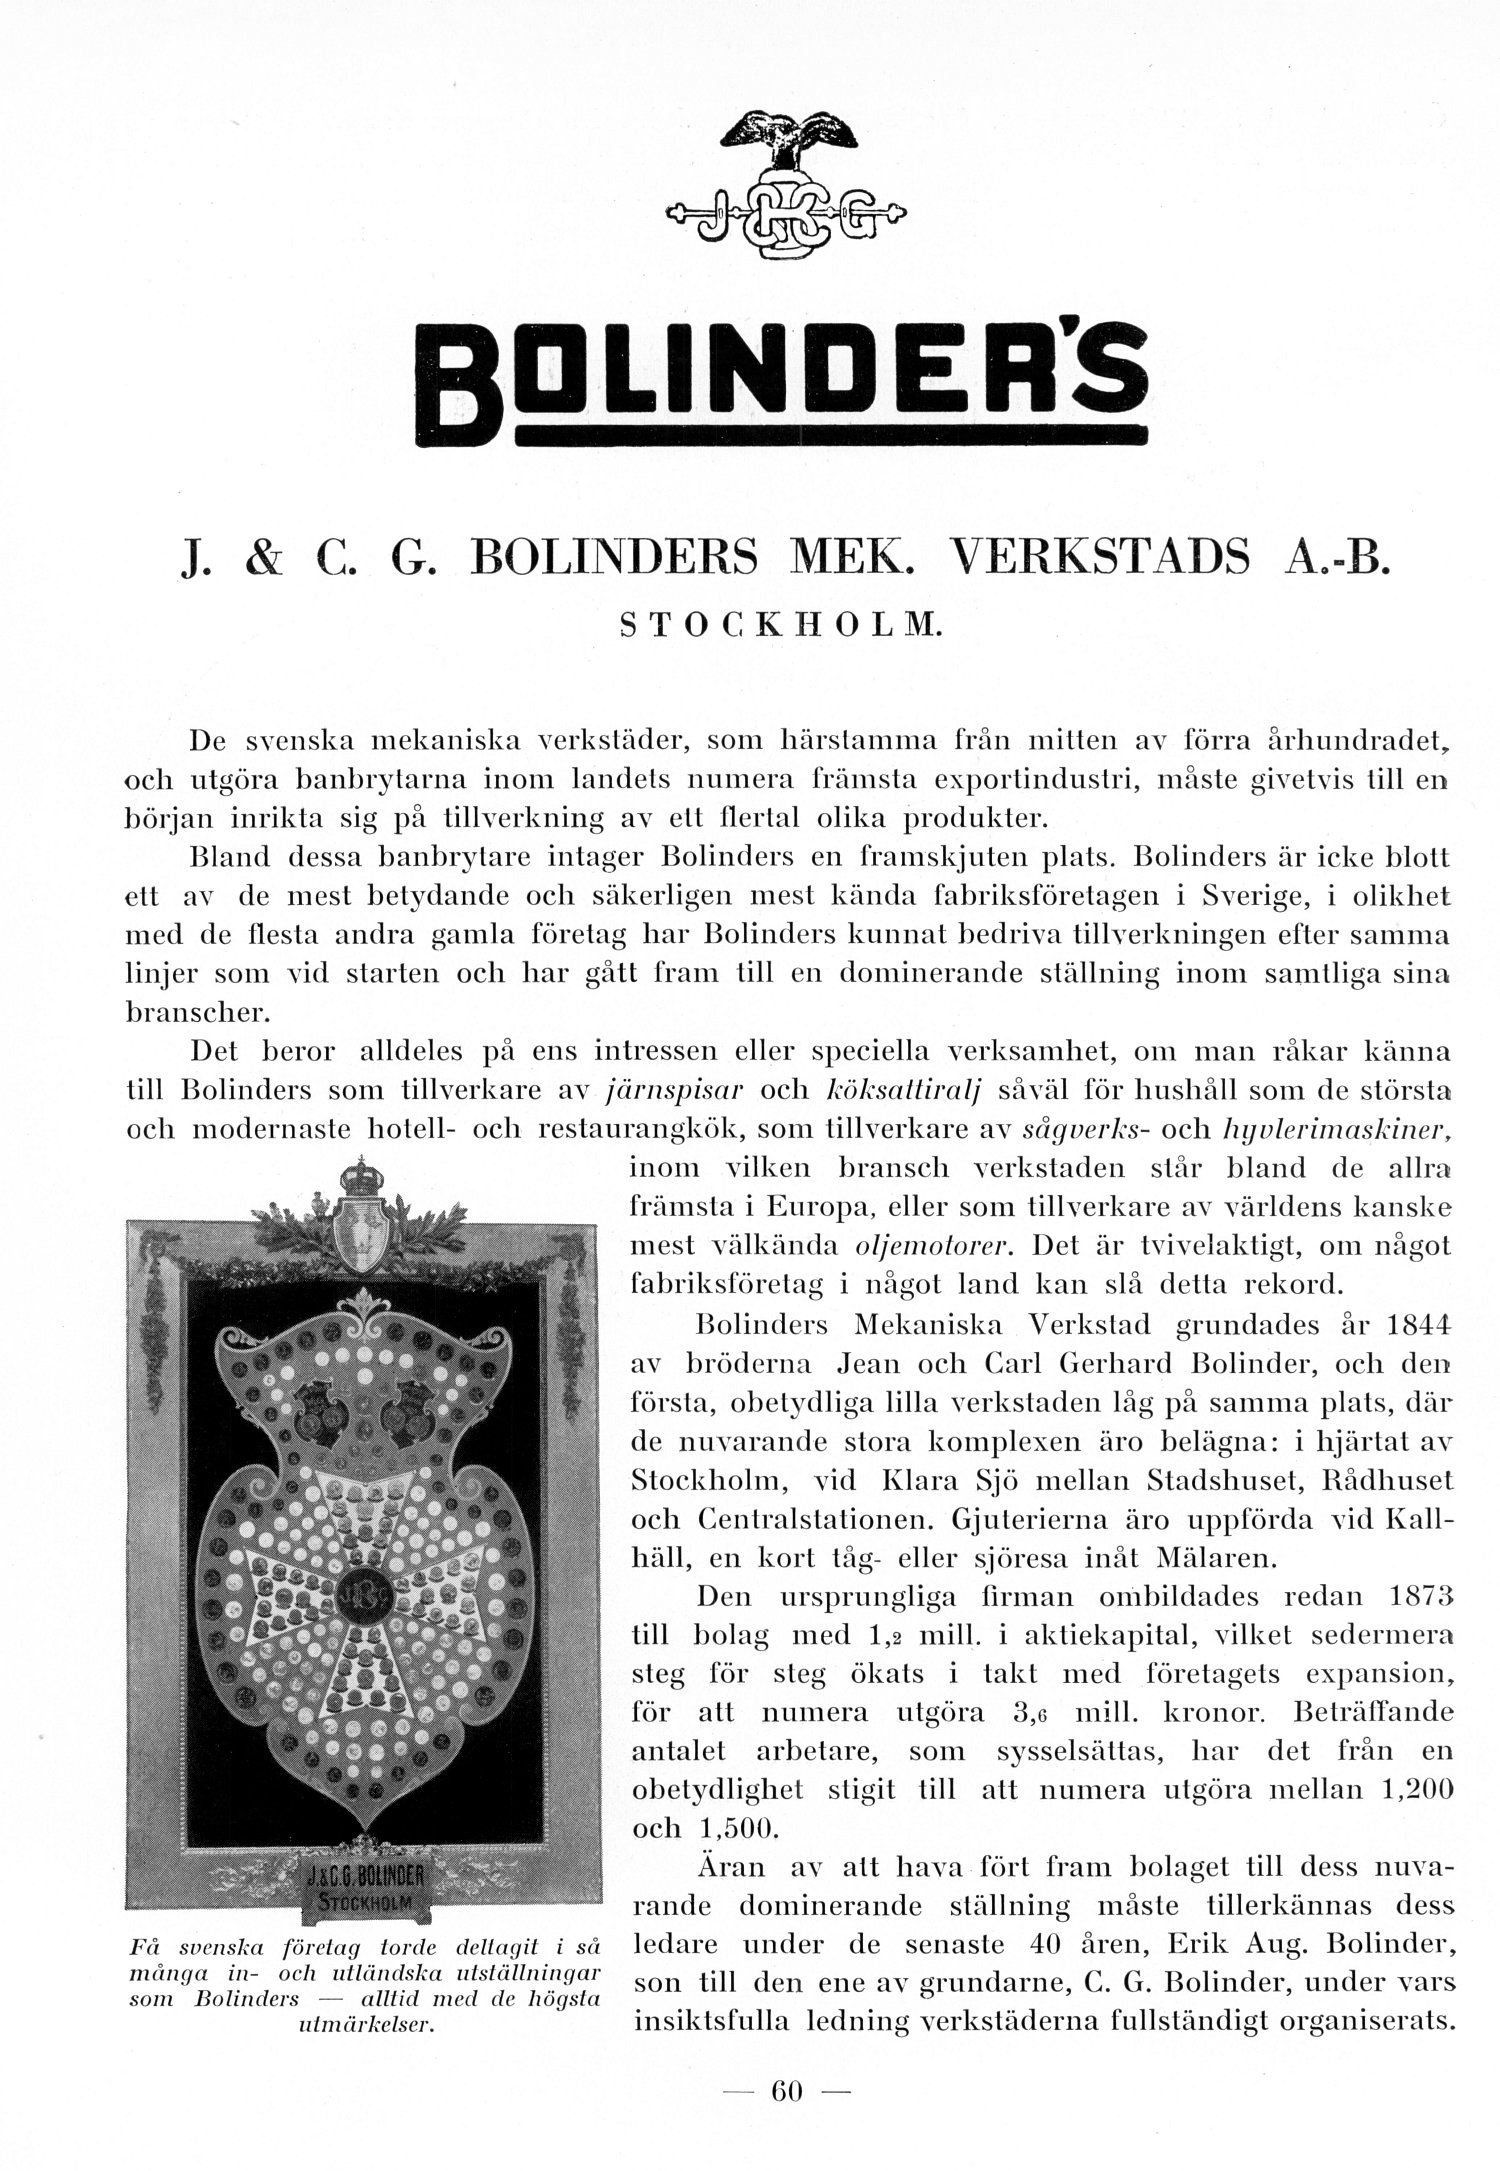 J & C G
BOLINDER'S
J. & C. G. BOLINDERS MEK. VERKSTADS A.-B.
STOCKHOLM.
De svenska mekaniska verkstäder, som härstamma från mitten av förra århundradet,
och utgöra banbrytarna inom landets numera främsta exportindustri, måste givetvis till en
början inrikta sig på tillverkning av ett flertal olika produkter.
Bland dessa banbrytare intager Bolinders en framskjuten plats. Bolinders är icke blott
ett av de mest betydande och säkerligen mest kända fabriksföretagen i Sverige, i olikhet
med de flesta andra gamla företag har Bolinders kunnat bedriva tillverkningen efter samma
linjer som vid starten och har gått fram till en dominerande ställning inom samtliga sina
branscher.
Det beror alldeles på ens intressen eller speciella verksamhet, om man råkar känna
till Bolinders som tillverkare av järnspisar och köksattiralj såväl för hushåll som de största
och modernaste hotell- och restaurangkök, som tillverkare av sågverks- och hyvlerimaskiner,
inom vilken bransch verkstaden står bland de allra
främsta i Europa, eller som tillverkare av världens kanske
mest välkända oljemotorer. Det är tvivelaktigt, om något
fabriksföretag i något land kan slå detta rekord.
Bolinders Mekaniska Verkstad grundades år 1844
av bröderna Jean och Carl Gerhard Bolinder, och den
första, obetydliga lilla verkstaden låg på samma plats, där
de nuvarande stora komplexen äro belägna: i hjärtat av
Stockholm, vid Klara Sjö mellan Stadshuset, Rådhuset
och Centralstationen. Gjuterierna äro uppförda vid Kall-
häll, en kort tåg- eller sjöresa inåt Mälaren.
Den ursprungliga firman ombildades redan 1873
till bolag med 1,2 mill. i aktiekapital, vilket sedermera
steg för steg ökats i takt med företagets expansion,
för att numera utgöra 3,6 mill. kronor. Beträffande
antalet arbetare, som sysselsättas, har det från en
obetydlighet stigit till att numera utgöra mellan 1,200
och 1,500.
Äran av att hava fört fram bolaget till dess nuva-
rande dominerande ställning måste tillerkännas dess
ledare under de senaste 40 åren, Erik Aug. Bolinder,
son till den ene av grundarne, C. G. Bolinder, under vars
insiktsfulla ledning verkstäderna fullständigt organiserats.
J. & C. G. BOLINDER
STOCKHOLM
Få svenska företag torde deltagit i så
många in- och utländska utställningar
som Bolinders — alltid med de högsta
utmärkelser.
— 60 —